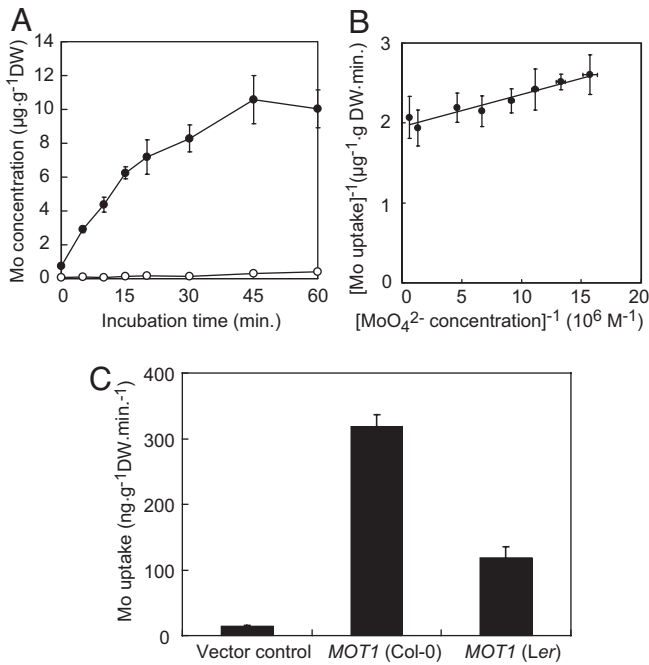 A
Mo concentration (μg·g⁻¹DW)
14
12
10
8
6
4
2
0
0 15 30 45 60
Incubation time (min.)
B
[Mo uptake]⁻¹(μg⁻¹·g DW·min.)
3
2
1
0
0 5 10 15 20
[MoO₄²⁻ concentration]⁻¹ (10⁶ M⁻¹)
C
Mo uptake (ng·g⁻¹DW.min.⁻¹)
400
300
200
100
0
Vector control MOT1 (Col-0) MOT1 (Ler)